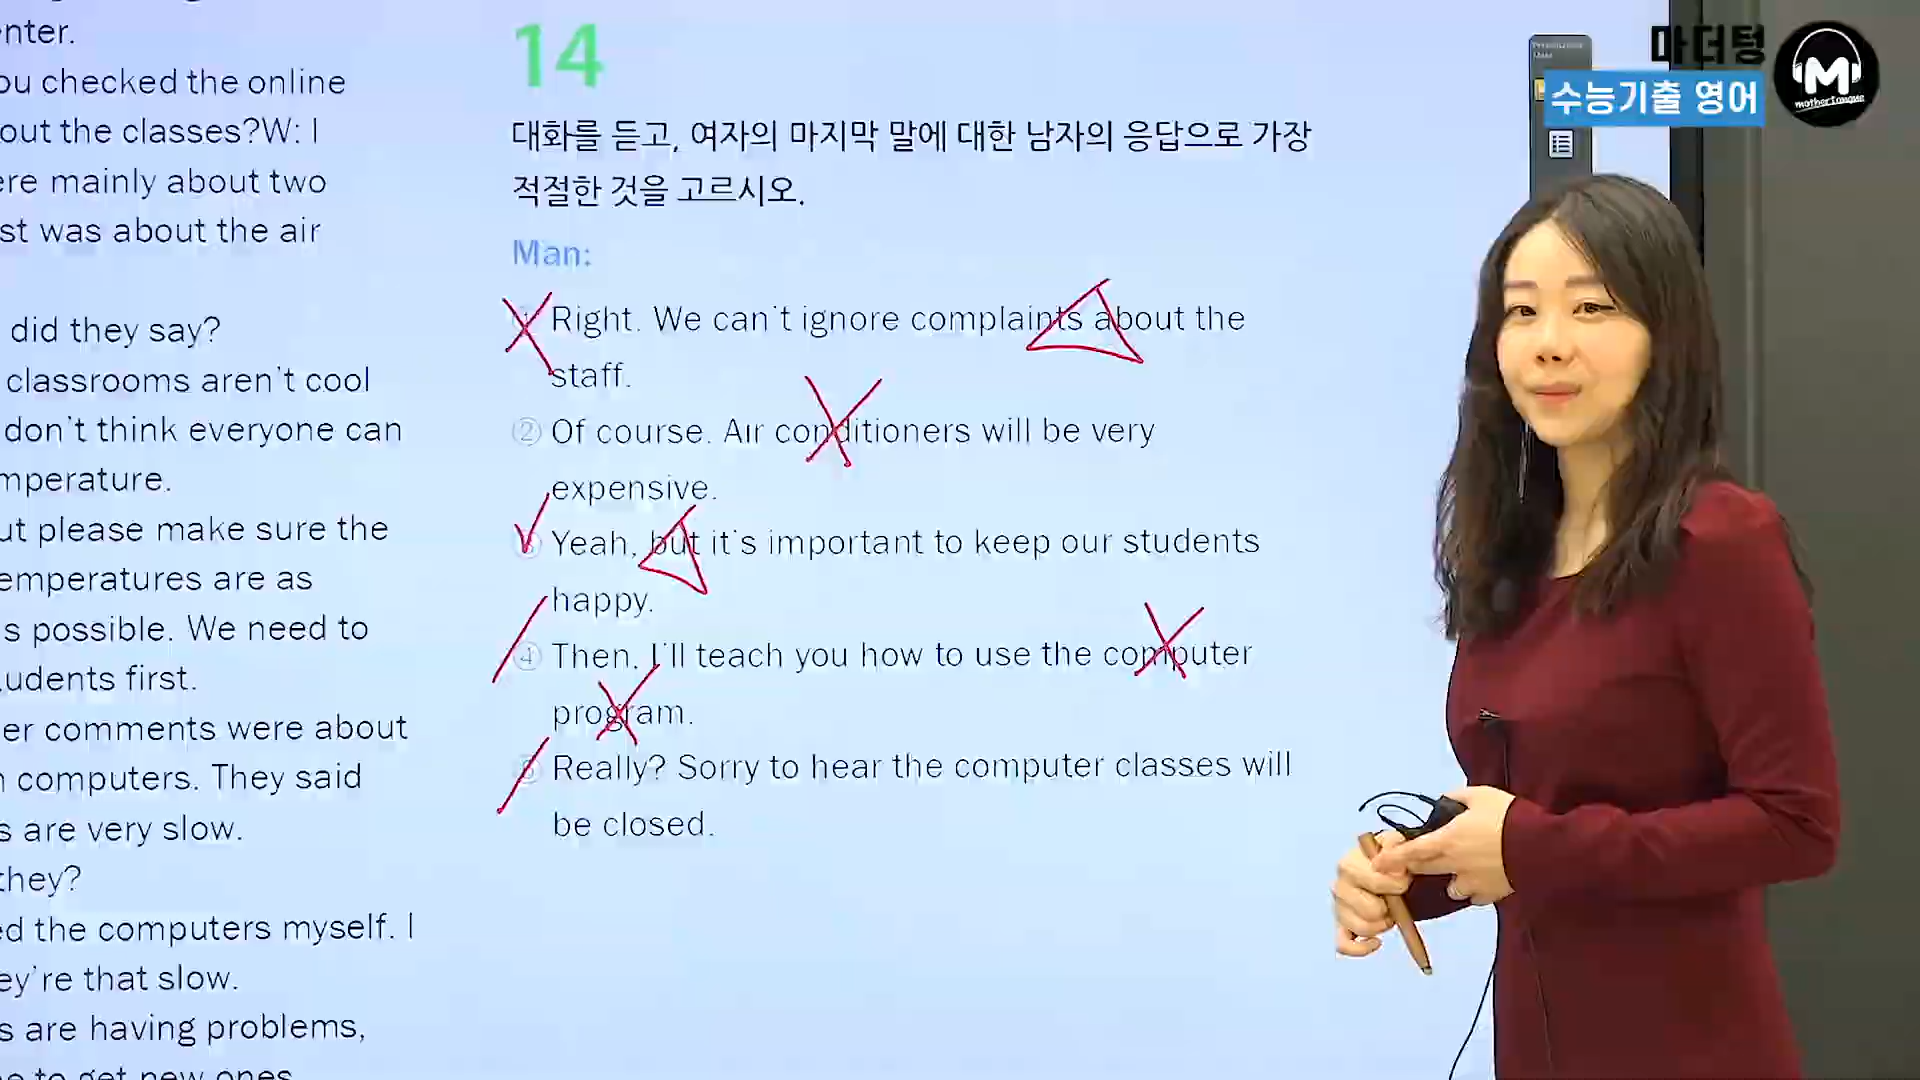 nter.
ou checked the online
out the classes?W: I
ere mainly about two
st was about the air
did they say?
classrooms aren't cool
don't think everyone can
mperature.
ut please make sure the
emperatures are as
s possible. We need to
udents first.
er comments were about
n computers. They said
s are very slow.
they?
ed the computers myself. I
ey're that slow.
s are having problems,
e to get new ones
14
대화를 듣고, 여자의 마지막 말에 대한 남자의 응답으로 가장
적절한 것을 고르시오.
Man:
① Right. We can't ignore complaints about the
staff.
② Of course. Air conditioners will be very
expensive.
③ Yeah, but it's important to keep our students
happy.
④ Then, I'll teach you how to use the computer
program.
⑤ Really? Sorry to hear the computer classes will
be closed.
마더텅
수능기출 영어
M
mothertongue